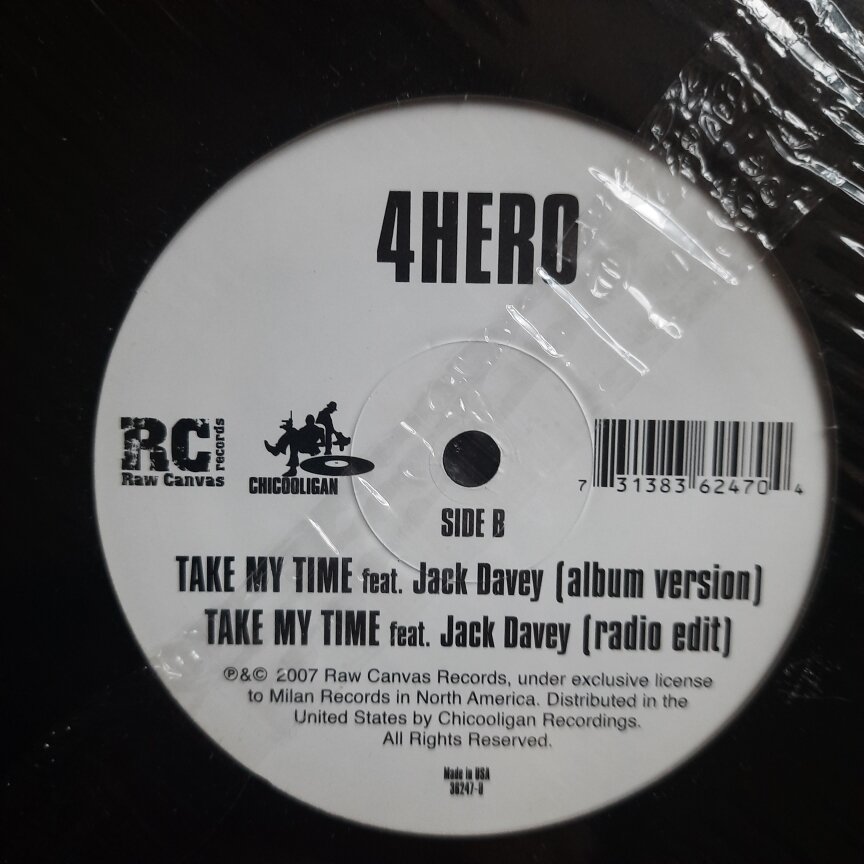 4HERO
RC records
Raw Canvas
CHICOOLIGAN
7 31383 62470 4
SIDE B
TAKE MY TIME feat. Jack Davey (album version)
TAKE MY TIME feat. Jack Davey (radio edit)
℗&© 2007 Raw Canvas Records, under exclusive license
to Milan Records in North America. Distributed in the
United States by Chicooligan Recordings.
All Rights Reserved.
Made in USA